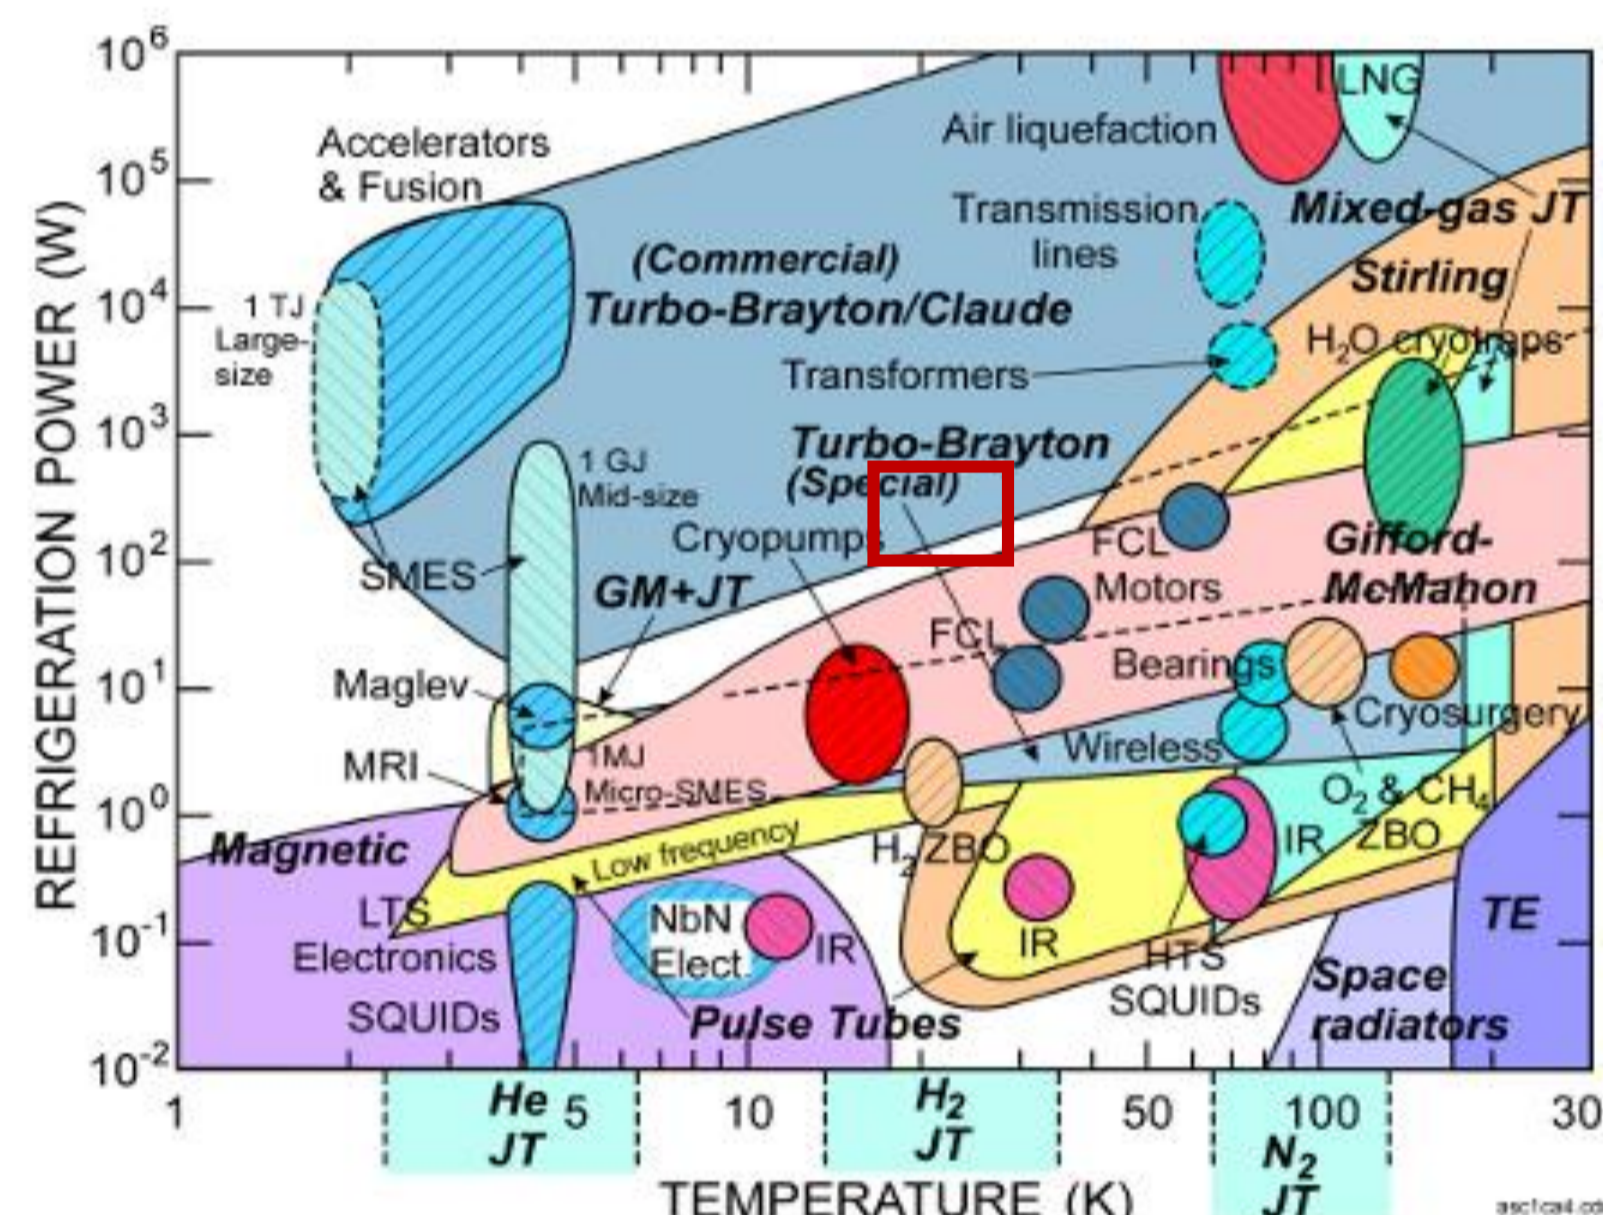 10^6
10^5
10^4
10^3
10^2
10^1
10^0
10^-1
10^-2
REFRIGERATION POWER (W)
Accelerators
& Fusion
Air liquefaction
LNG
Transmission
lines
Mixed-gas JT
(Commercial)
Turbo-Brayton/Claude
Stirling
1 TJ
Large-
size
H₂O cryotraps
Transformers
Turbo-Brayton
(Special)
1 GJ
Mid-size
Cryopumps
FCL
Motors
Gifford-
McMahon
SMES
GM+JT
FCL
Bearings
Maglev
Cryosurgery
Wireless
MRI
1MJ
Micro-SMES
O₂ & CH₄
ZBO
Magnetic
Low frequency
H₂ ZBO
IR
LTS
Electronics
NbN
Elect.
IR
IR
HTS
SQUIDs
TE
SQUIDs
Pulse Tubes
Space
radiators
1
5
10
50
100
30
He
JT
H₂
JT
N₂
JT
TEMPERATURE (K)